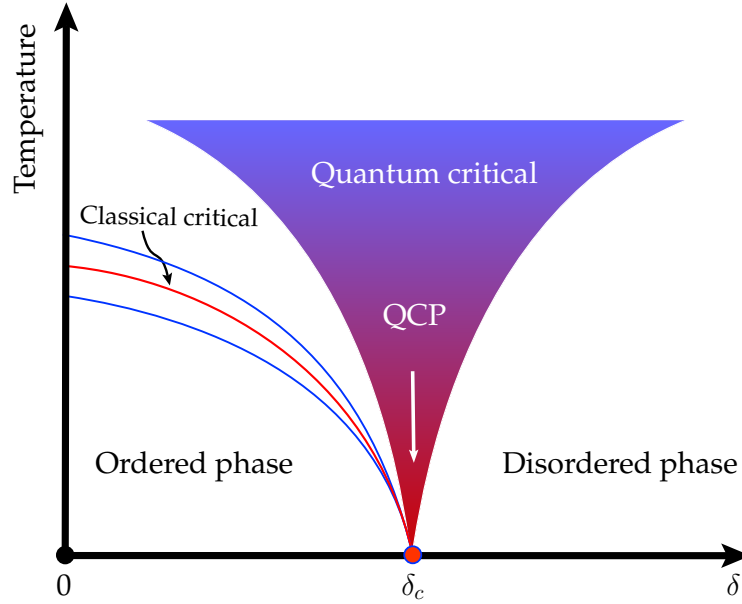 Temperature
Quantum critical
Classical critical
QCP
Ordered phase
Disordered phase
0
δc
δ